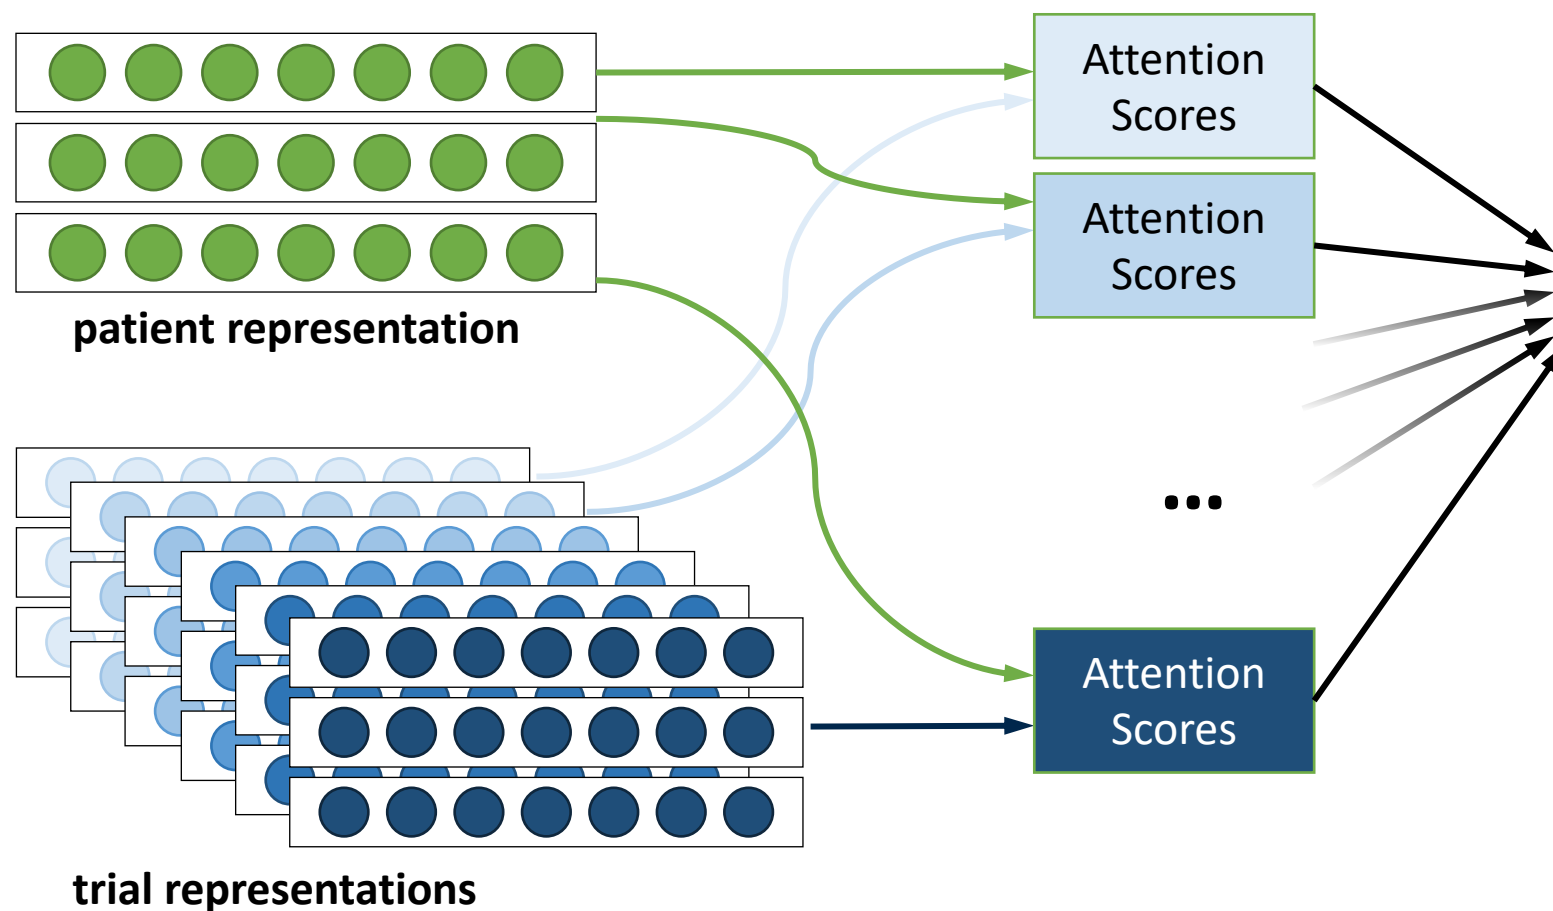 Attention
Scores
Attention
Scores
patient representation
...
Attention
Scores
trial representations